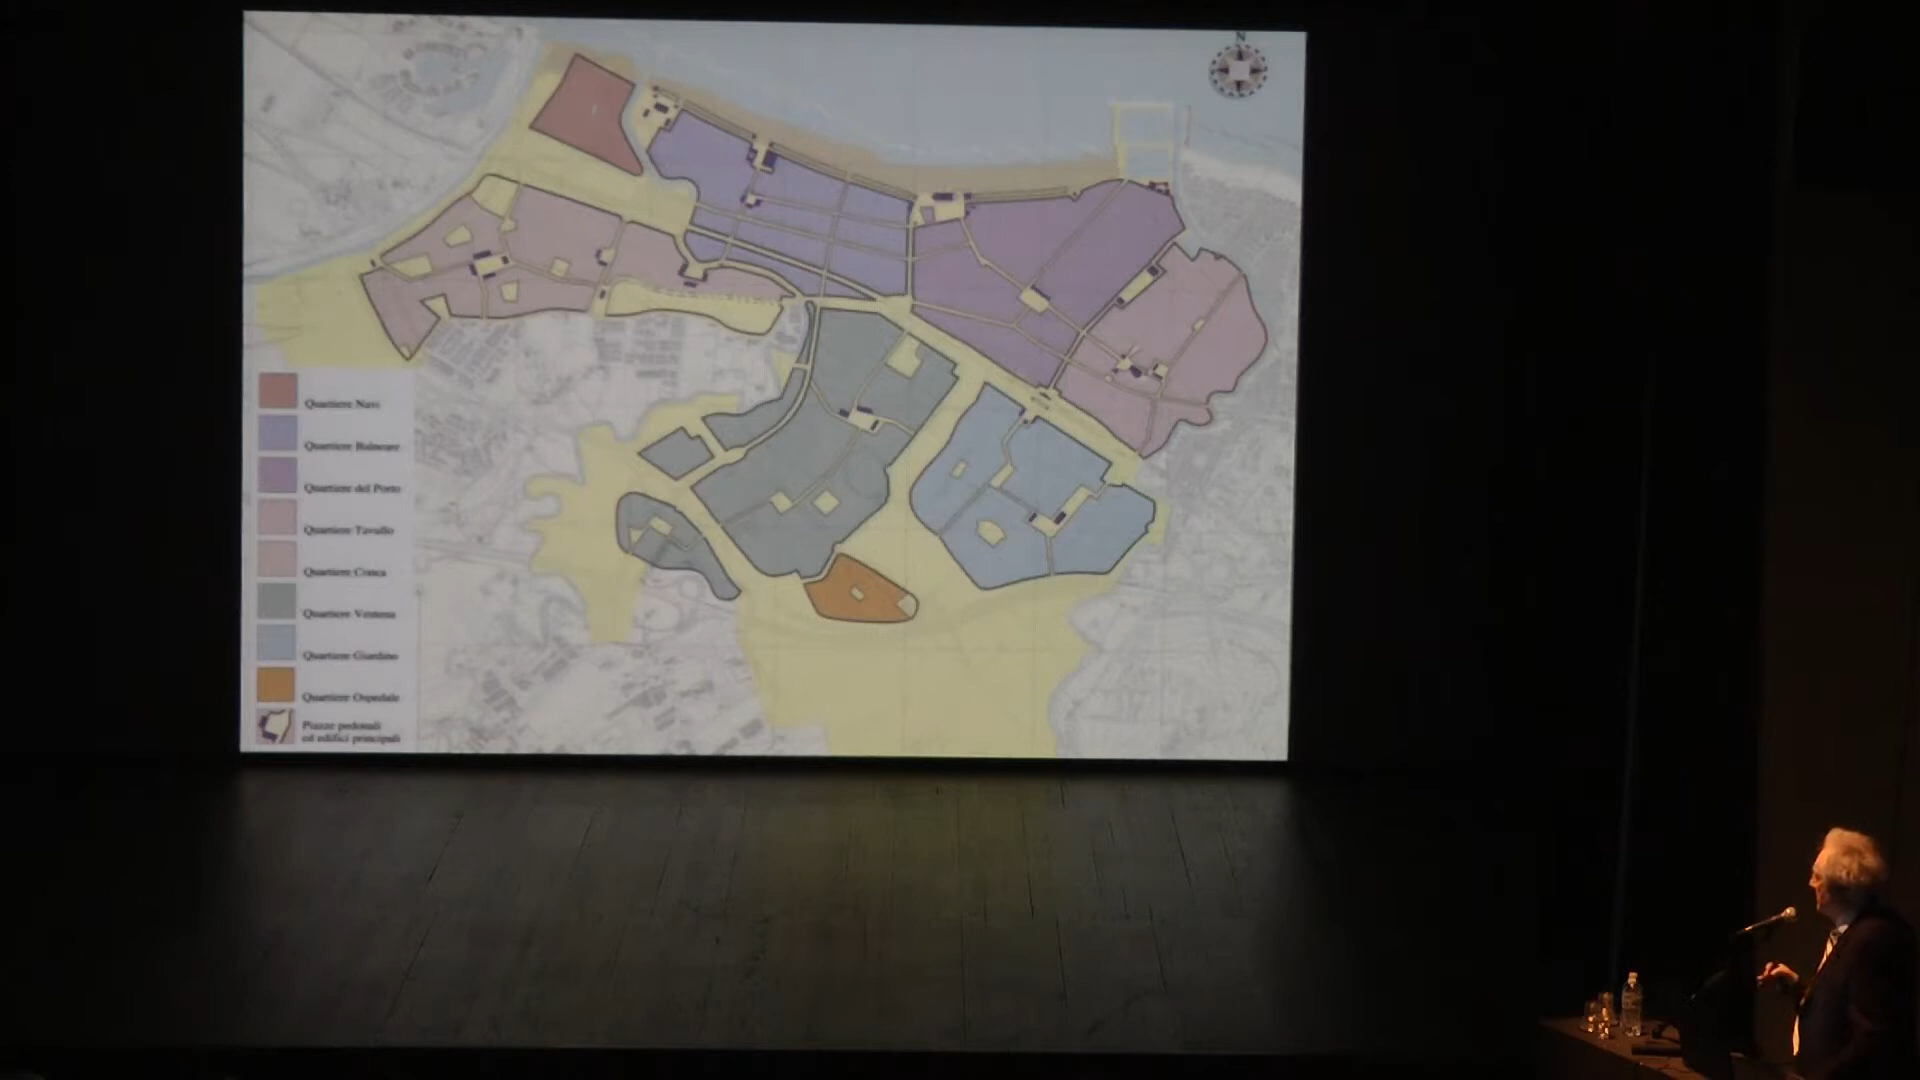 N
Quartiere Navi
Quartiere Balneare
Quartiere del Porto
Quartiere Tavullo
Quartiere Conca
Quartiere Ventena
Quartiere Giardino
Quartiere Ospedale
Piazze pedonali
ed edifici principali